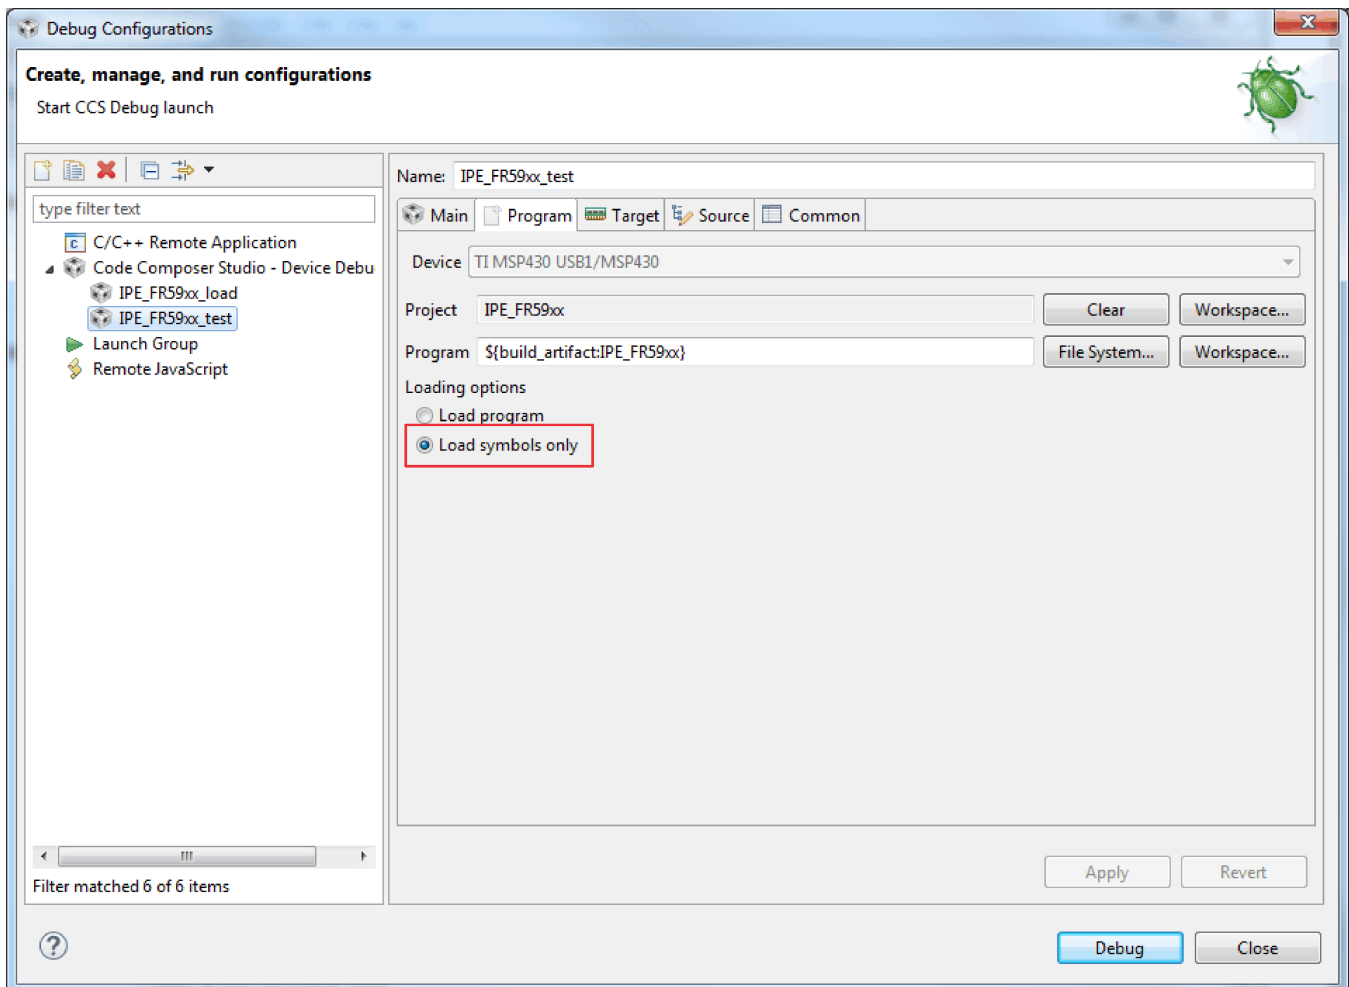 Debug Configurations
Create, manage, and run configurations
Start CCS Debug launch
type filter text
C/C++ Remote Application
Code Composer Studio - Device Debu
IPE_FR59xx_load
IPE_FR59xx_test
Launch Group
Remote JavaScript
Filter matched 6 of 6 items
Name: IPE_FR59xx_test
Main Program Target Source Common
Device TI MSP430 USB1/MSP430
Project IPE_FR59xx Clear Workspace...
Program ${build_artifact:IPE_FR59xx} File System... Workspace...
Loading options
Load program
Load symbols only
Apply Revert
Debug Close